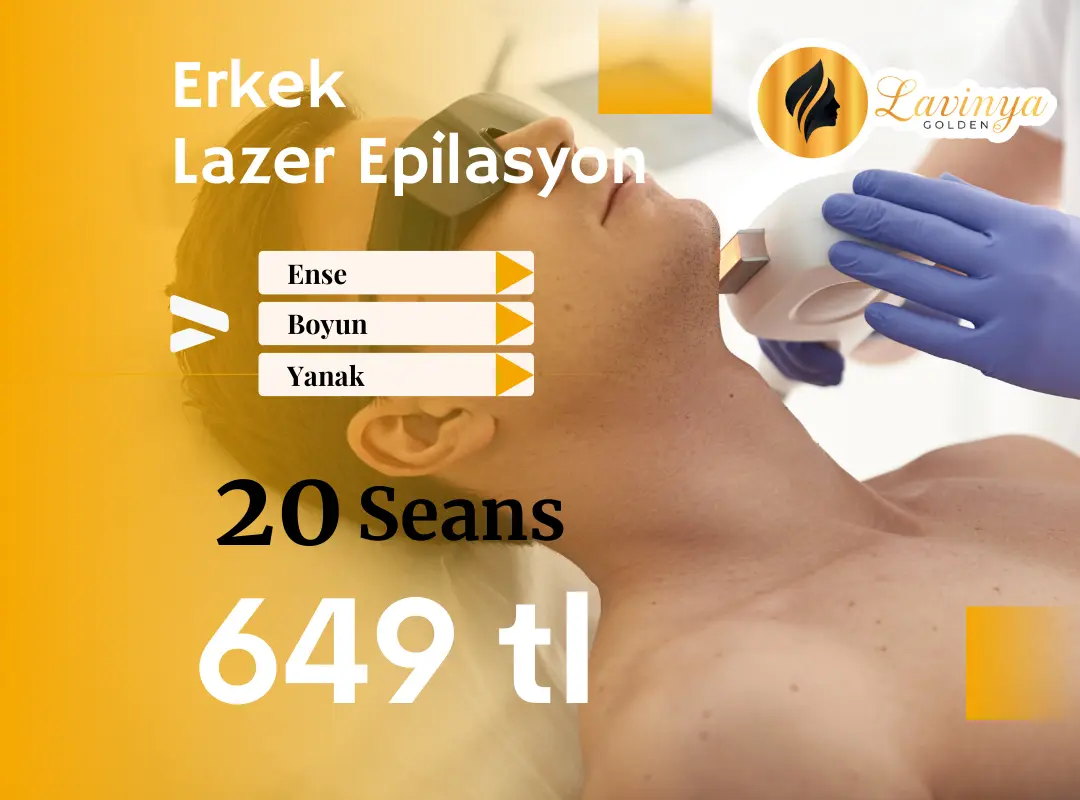 Erkek
Lazer Epilasyon
Lavinya
GOLDEN
Ense
Boyun
Yanak
20 Seans
649 tl